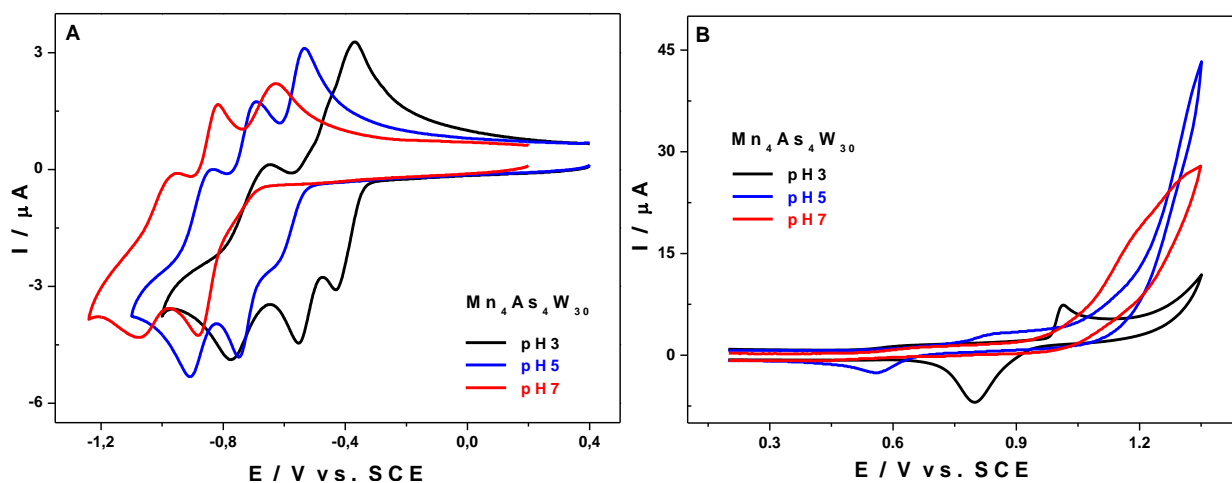 A
I / µA
3
0
-3
-6
-1,2 -0,8 -0,4 0,0 0,4
E / V vs. SCE
Mn₄As₄W₃₀
pH 3
pH 5
pH 7
B
I / µA
45
30
15
0
0.3 0.6 0.9 1.2
E / V vs. SCE
Mn₄As₄W₃₀
pH 3
pH 5
pH 7